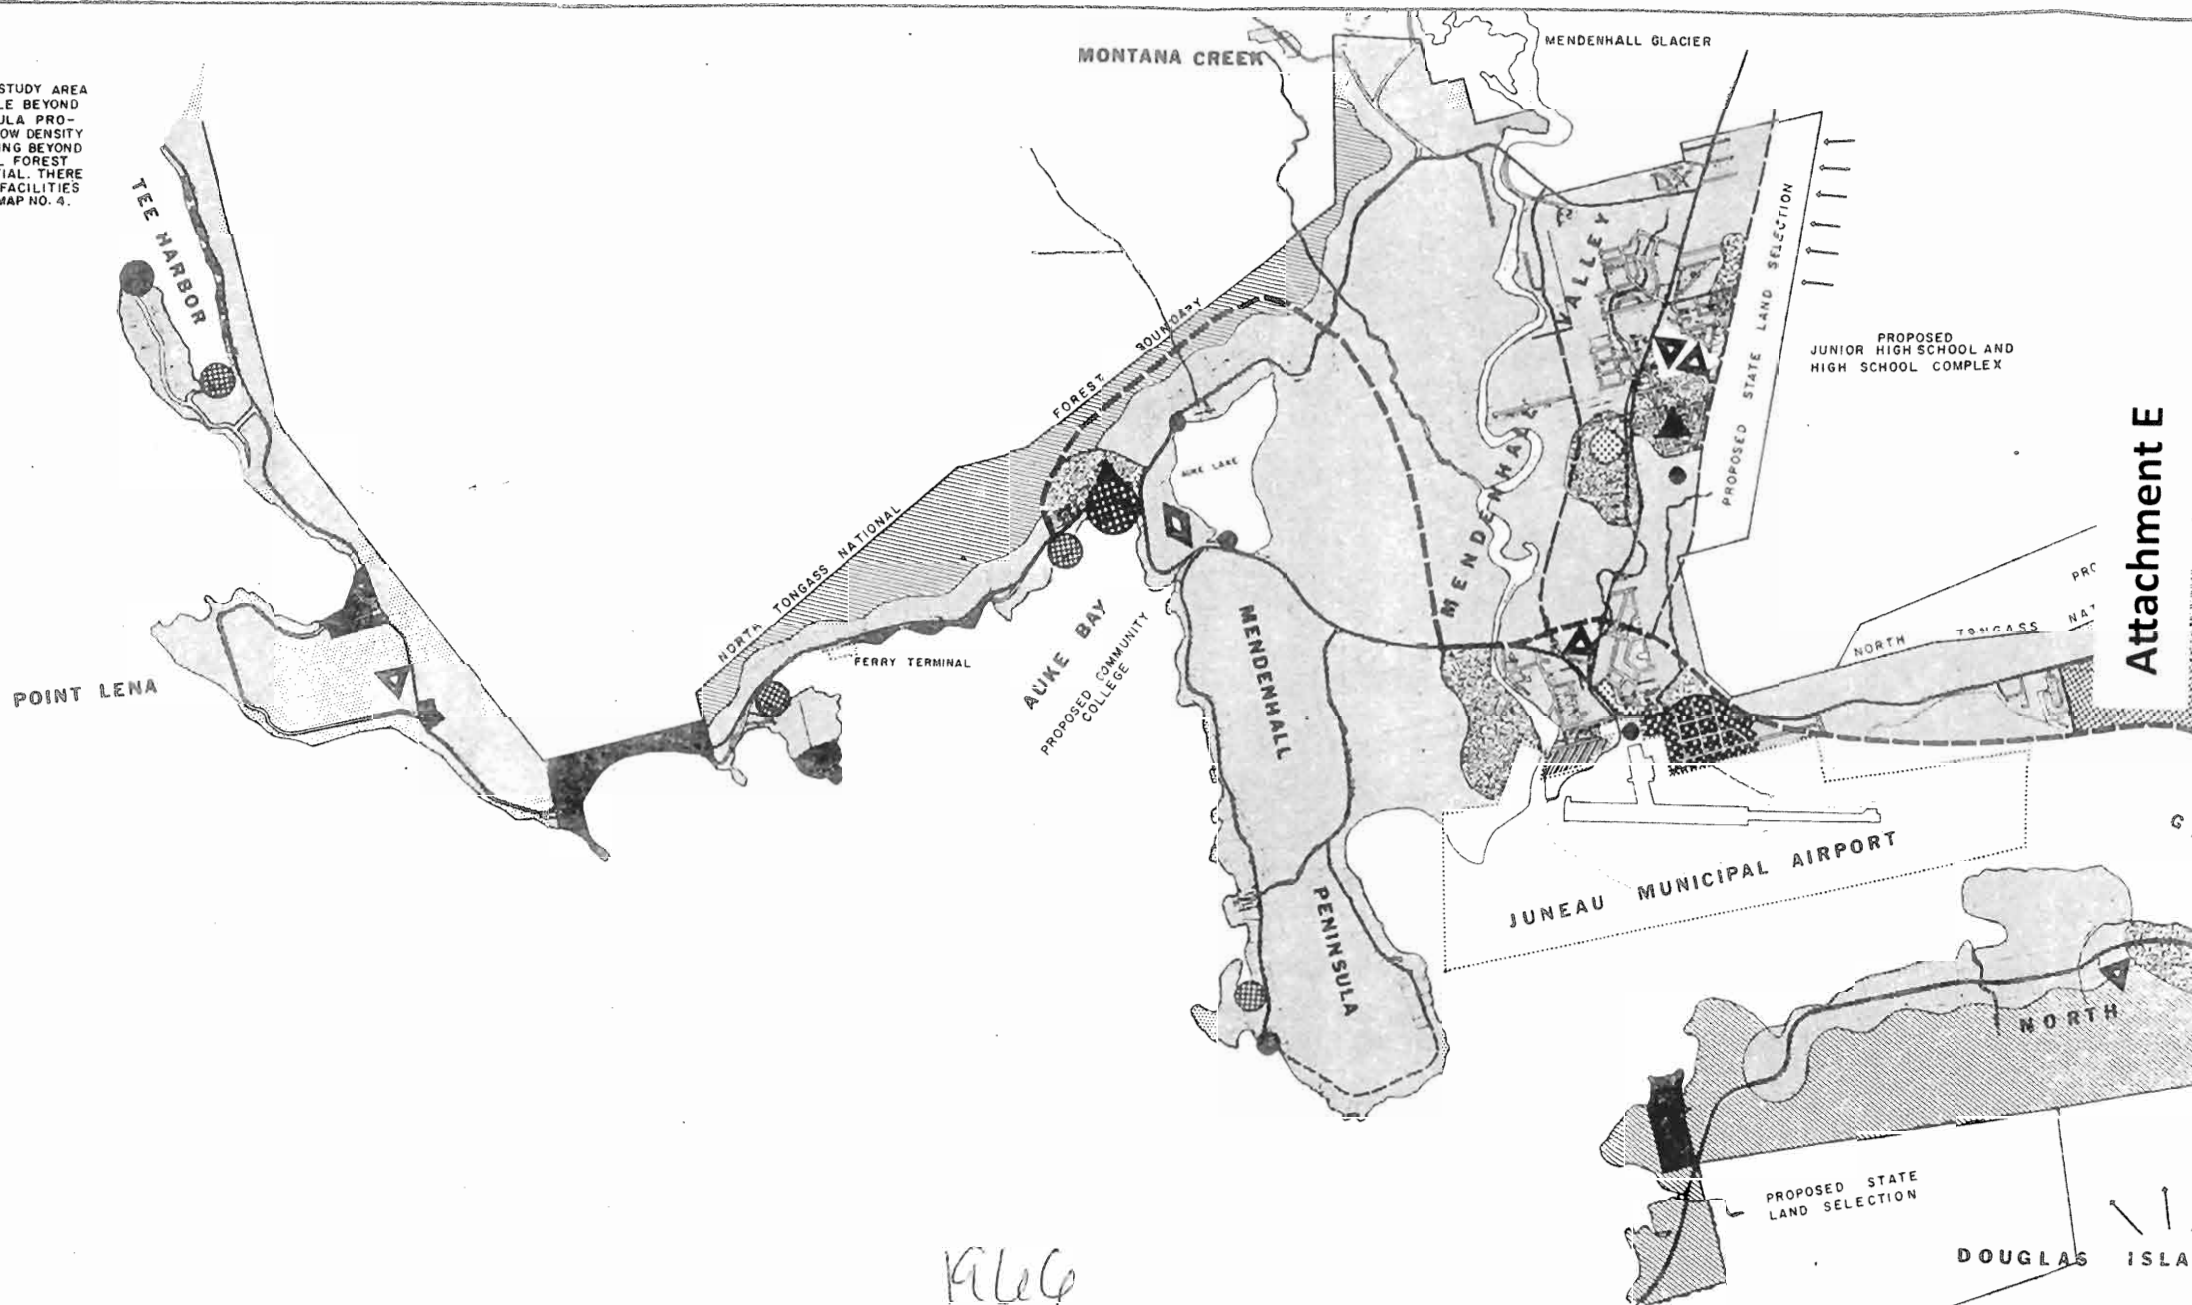 STUDY AREA
LE BEYOND
ULA PRO-
OW DENSITY
NG BEYOND
L FOREST
IAL. THERE
FACILITIES
MAP NO. 4.
MONTANA CREEK
MENDENHALL GLACIER
TEE HARBOR
PROPOSED STATE LAND SELECTION
VALLEY
MENDENHALL
PROPOSED
JUNIOR HIGH SCHOOL AND
HIGH SCHOOL COMPLEX
Attachment E
NORTH TONGASS NATIONAL FOREST BOUNDARY
AUKE LAKE
POINT LENA
FERRY TERMINAL
AUKE BAY
PROPOSED COMMUNITY
COLLEGE
MENDENHALL
PENINSULA
PRO
NORTH TONGASS NAT
JUNEAU MUNICIPAL AIRPORT
G
NORTH
PROPOSED STATE
LAND SELECTION
DOUGLAS ISLA
1966